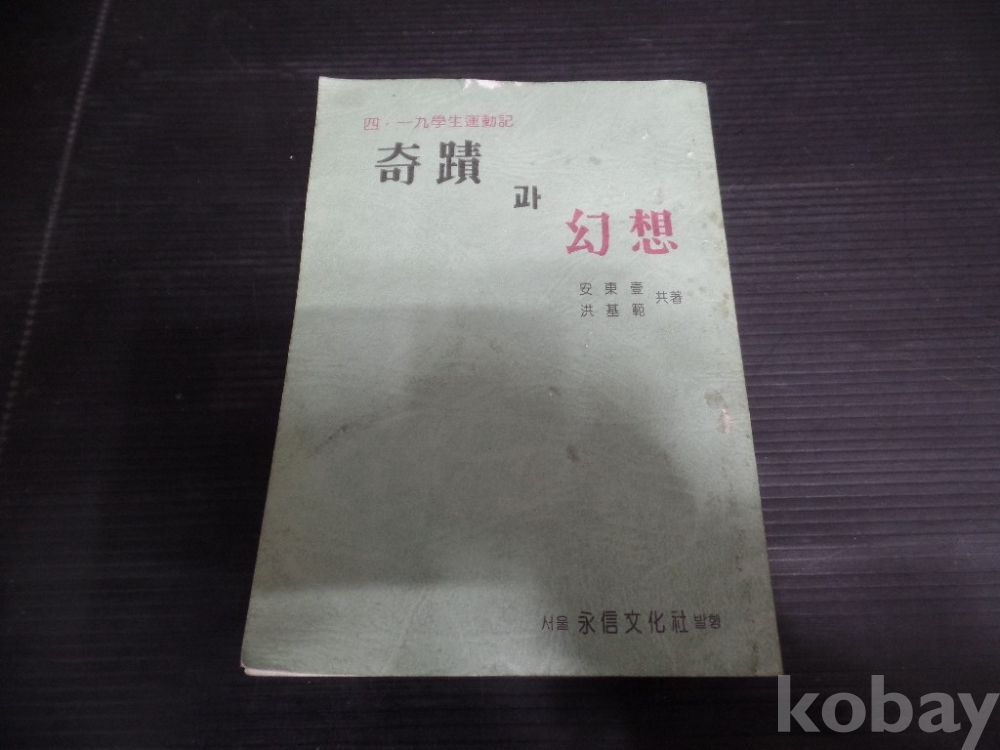 四·一九學生運動記
奇蹟
과
幻想
安東壹
洪基範
共著
서울 永信文化社 발행
kobay